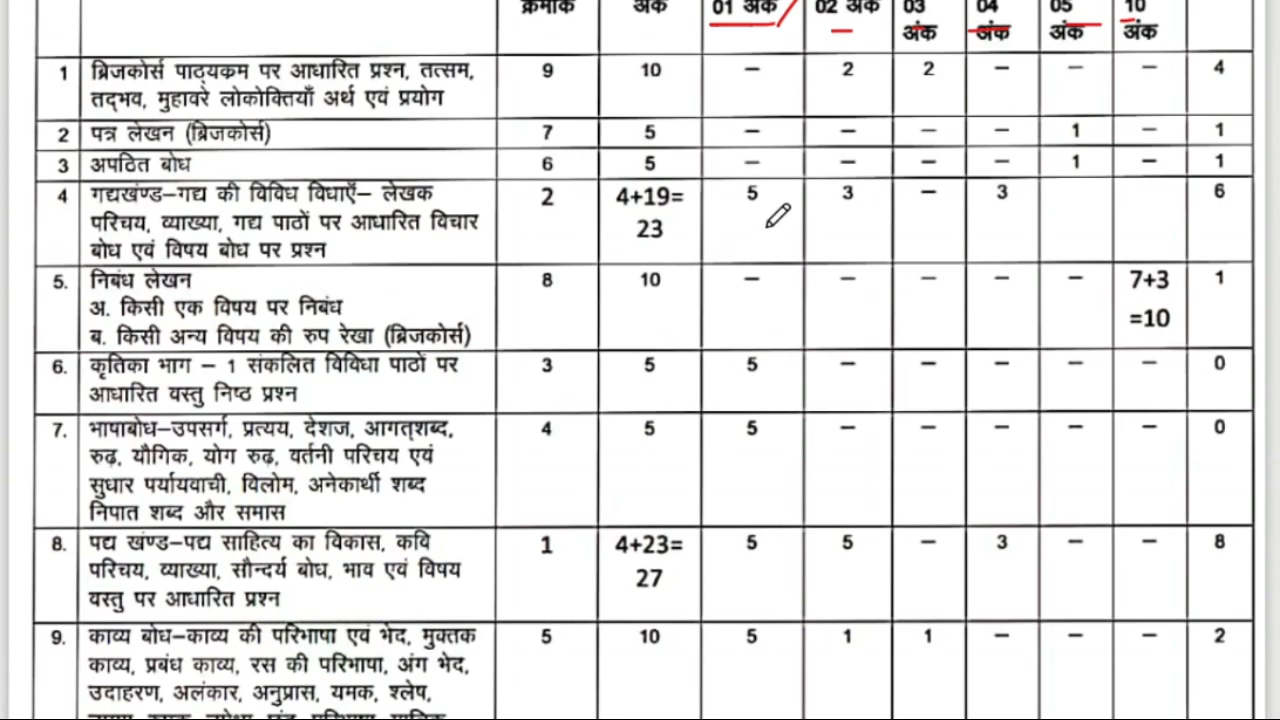 क्रमांक अंक 01 अंक 02 अंक 03 04 05 10
अंक अंक अंक अंक
1 ब्रिजकोर्स पाठ्यकम पर आधारित प्रश्न, तत्सम, 9 10 – 2 2 – – – 4
तद्भव, मुहावरे लोकोक्तियाँ अर्थ एवं प्रयोग
2 पत्र लेखन (ब्रिजकोर्स) 7 5 – – – – 1 – 1
3 अपठित बोध 6 5 – – – – 1 – 1
4 गद्यखंण्ड–गद्य की विविध विधाएँ– लेखक 2 4+19= 5 3 – 3 6
परिचय, व्याख्या, गद्य पाठों पर आधारित विचार 23
बोध एवं विषय बोध पर प्रश्न
5. निबंध लेखन 8 10 – – – – – 7+3 1
अ. किसी एक विषय पर निबंध =10
ब. किसी अन्य विषय की रुप रेखा (ब्रिजकोर्स)
6. कृतिका भाग – 1 संकलित विविधा पाठों पर 3 5 5 – – – – – 0
आधारित वस्तु निष्ठ प्रश्न
7. भाषाबोध–उपसर्ग, प्रत्यय, देशज, आगत्शब्द, 4 5 5 – – – – – 0
रुढ़, यौगिक, योग रुढ़, वर्तनी परिचय एवं
सुधार पर्यायवाची, विलोम, अनेकार्थी शब्द
निपात शब्द और समास
8. पद्य खंण्ड–पद्य साहित्य का विकास, कवि 1 4+23= 5 5 – 3 – – 8
परिचय, व्याख्या, सौन्दर्य बोध, भाव एवं विषय 27
वस्तु पर आधारित प्रश्न
9. काव्य बोध–काव्य की परिभाषा एवं भेद, मुक्तक 5 10 5 1 1 – – – 2
काव्य, प्रबंध काव्य, रस की परिभाषा, अंग भेद,
उदाहरण, अलंकार, अनुप्रास, यमक, श्लेष,